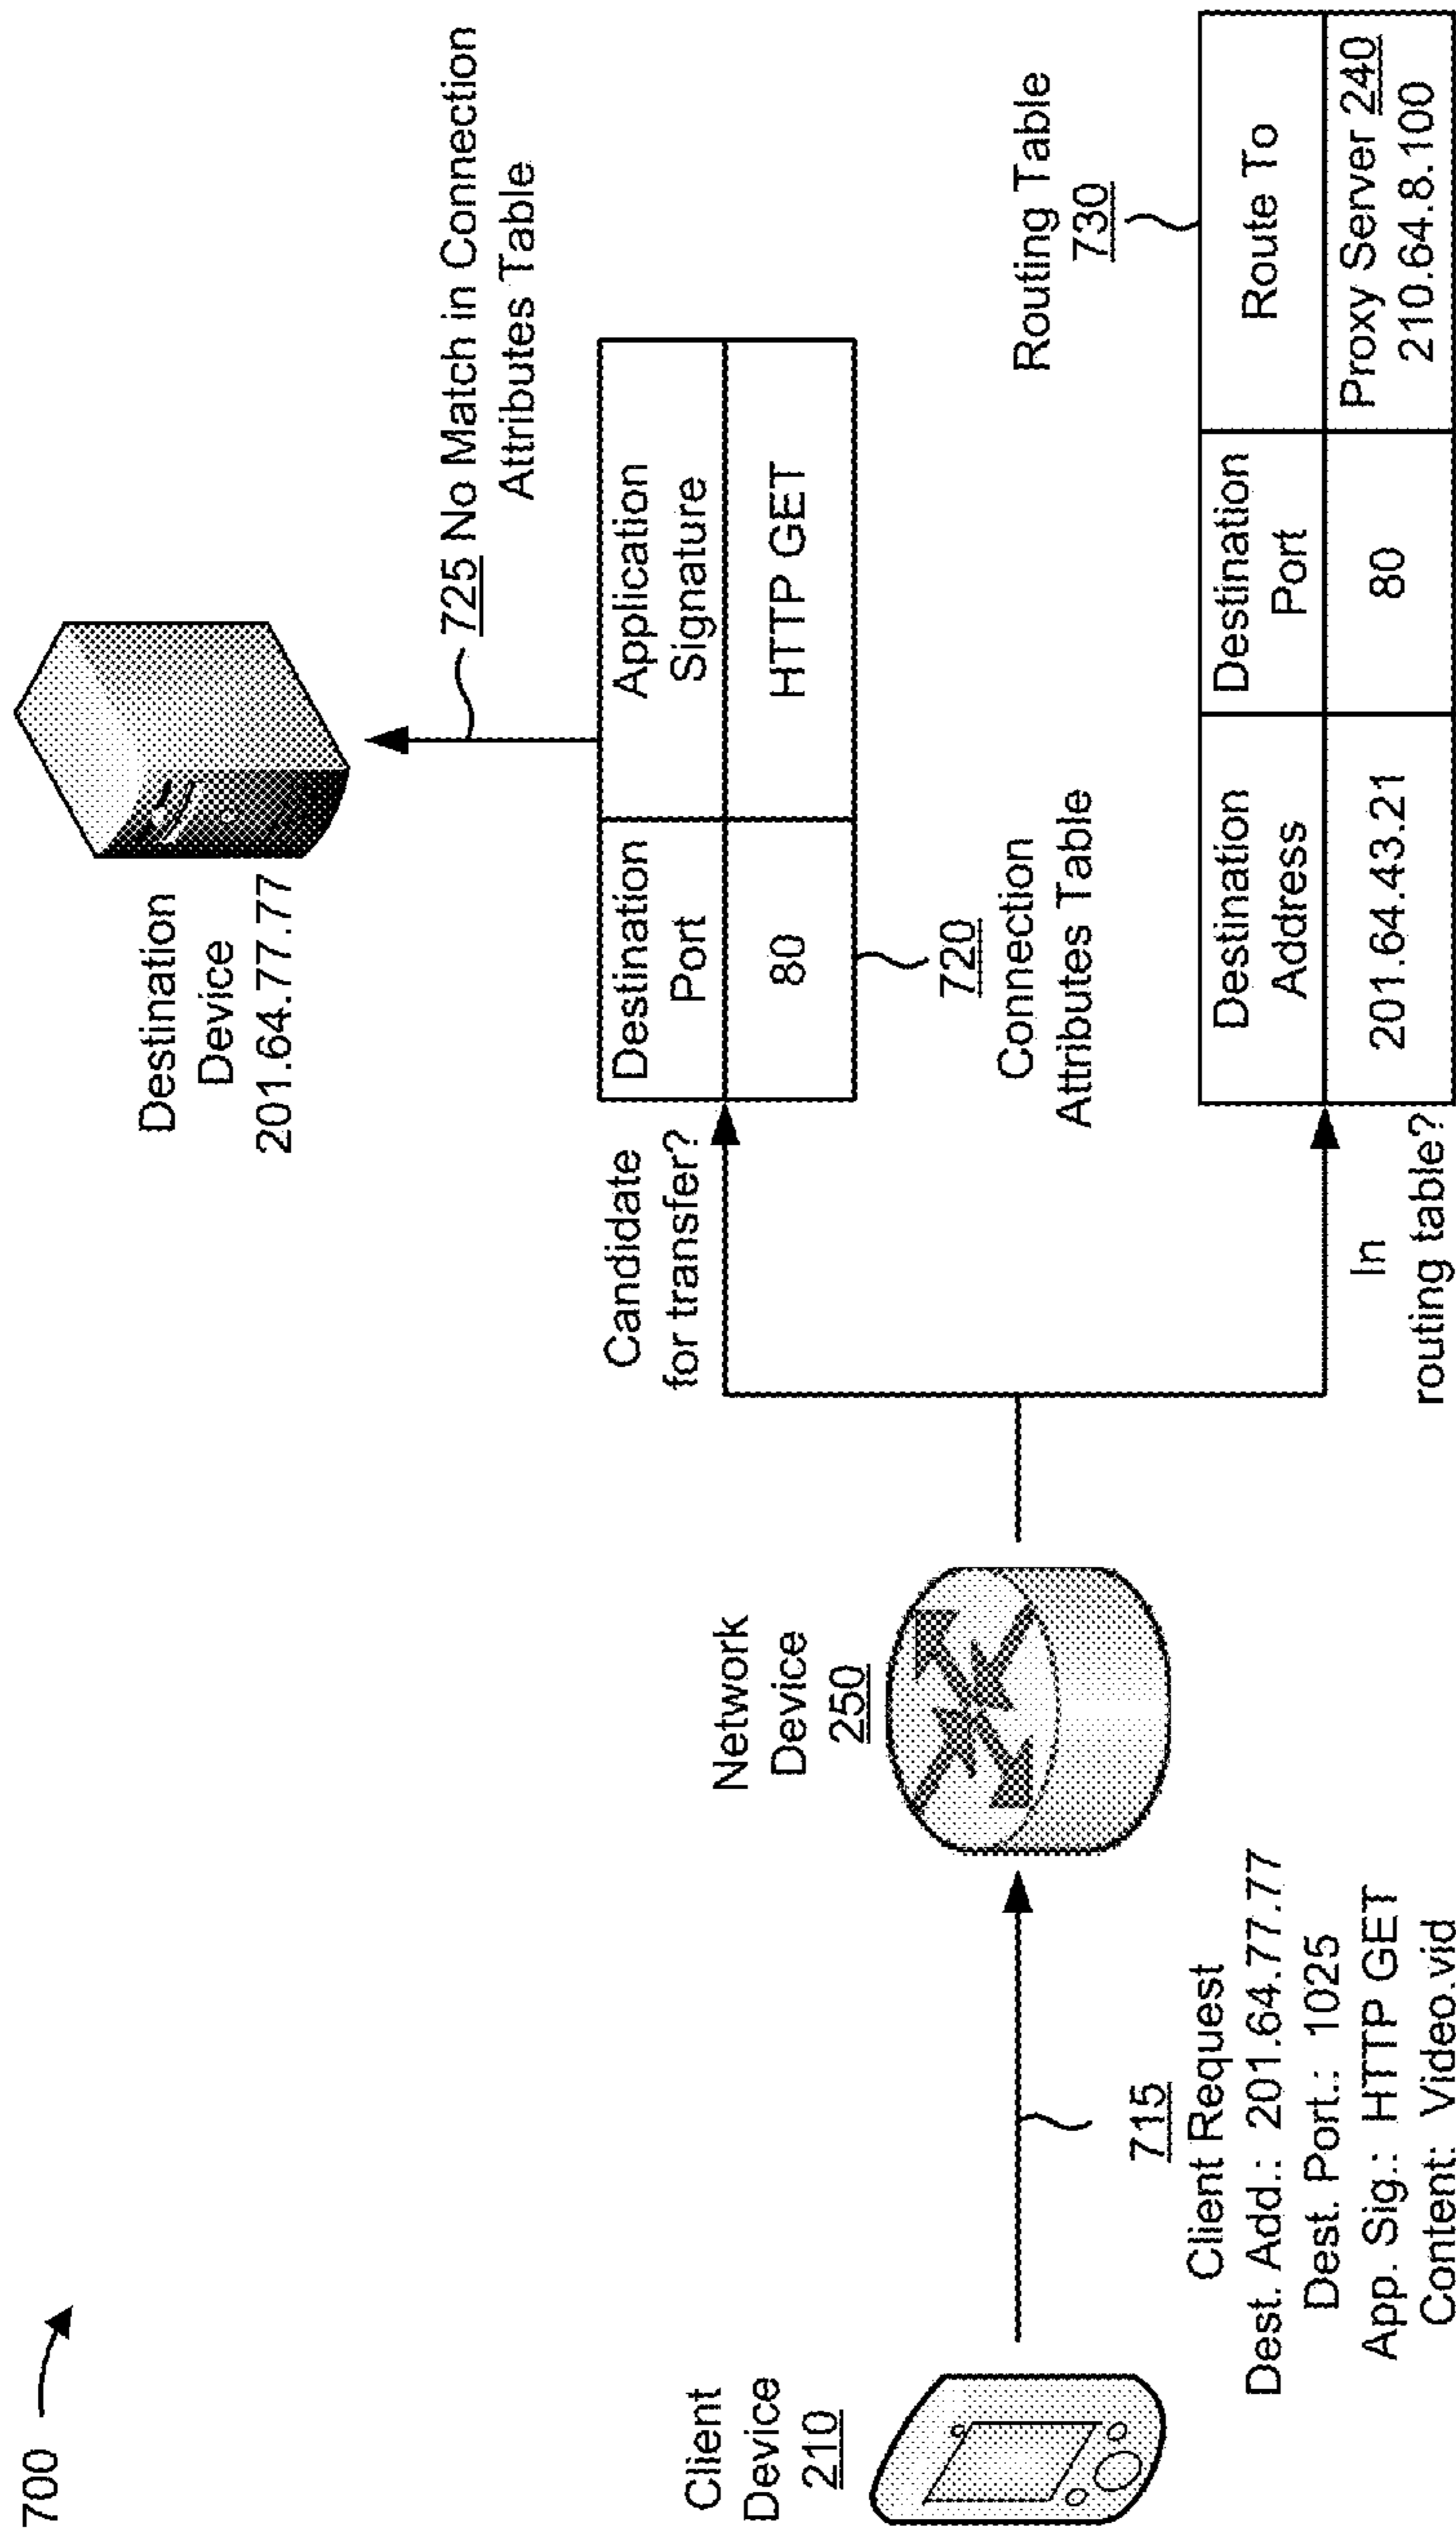 700
Client
Device
210
715
Client Request
Dest. Add.: 201.64.77.77
Dest. Port.: 1025
App. Sig.: HTTP GET
Content: Video.vid
Network
Device
250
Candidate
for transfer?
In
routing table?
Destination
Device
201.64.77.77
725 No Match in Connection
Attributes Table
Destination
Port
Application
Signature
80
HTTP GET
720
Connection
Attributes Table
Routing Table
730
Destination
Address
Destination
Port
Route To
201.64.43.21
80
Proxy Server 240
210.64.8.100